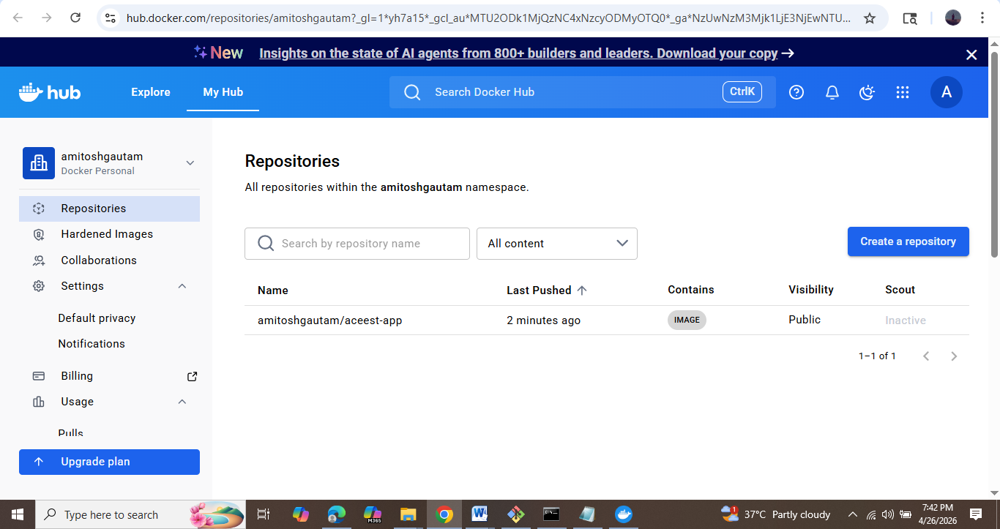 hub.docker.com/repositories/amitoshgautam?_gl=1*yh7a15*_gcl_au*MTU2ODk1MjQzNC4xNzcyODMyOTQ0*_ga*NzUwNzM3Mjk1LjE3NjEwNTU...
New Insights on the state of AI agents from 800+ builders and leaders. Download your copy →
hub Explore My Hub Search Docker Hub CtrlK A
amitoshgautam
Docker Personal
Repositories
Hardened Images
Collaborations
Settings
Default privacy
Notifications
Billing
Usage
Pulls
Upgrade plan
Repositories
All repositories within the amitoshgautam namespace.
Search by repository name All content Create a repository
Name Last Pushed Contains Visibility Scout
amitoshgautam/aceest-app 2 minutes ago IMAGE Public Inactive
1–1 of 1
Type here to search M365 1 37°C Partly cloudy 7:42 PM
4/26/2026